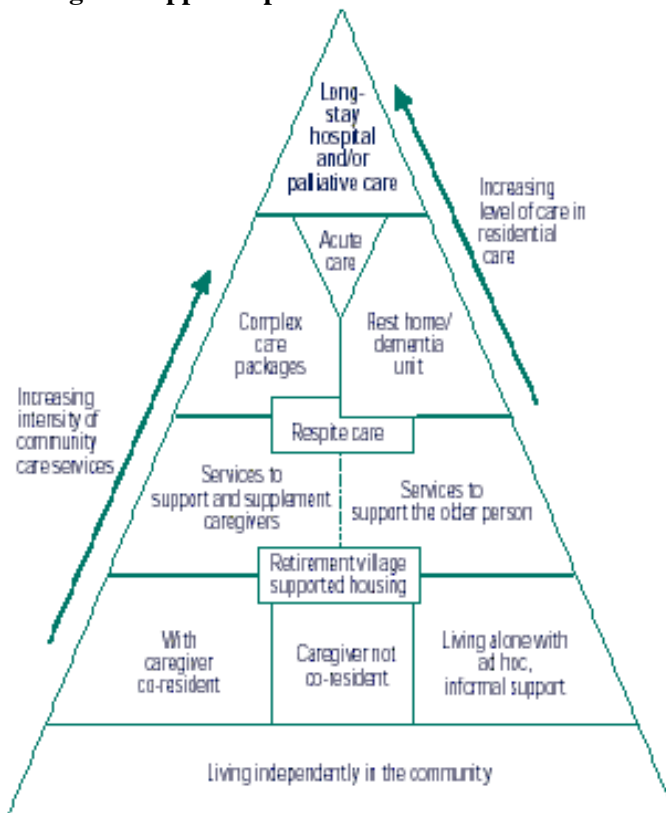 Long-
stay
hospital
and/or
palliative care
Increasing
level of care in
residential
care
Acute
care
Complex
care
packages
Rest home/
dementia
unit
Increasing
intensity of
community
care services
Respite care
Services to
support and supplement
caregivers
Services to
support the older person
Retirement village
supported housing
With
caregiver
co-resident
Caregiver not
co-resident
Living alone with
ad hoc,
informal support
Living independently in the community